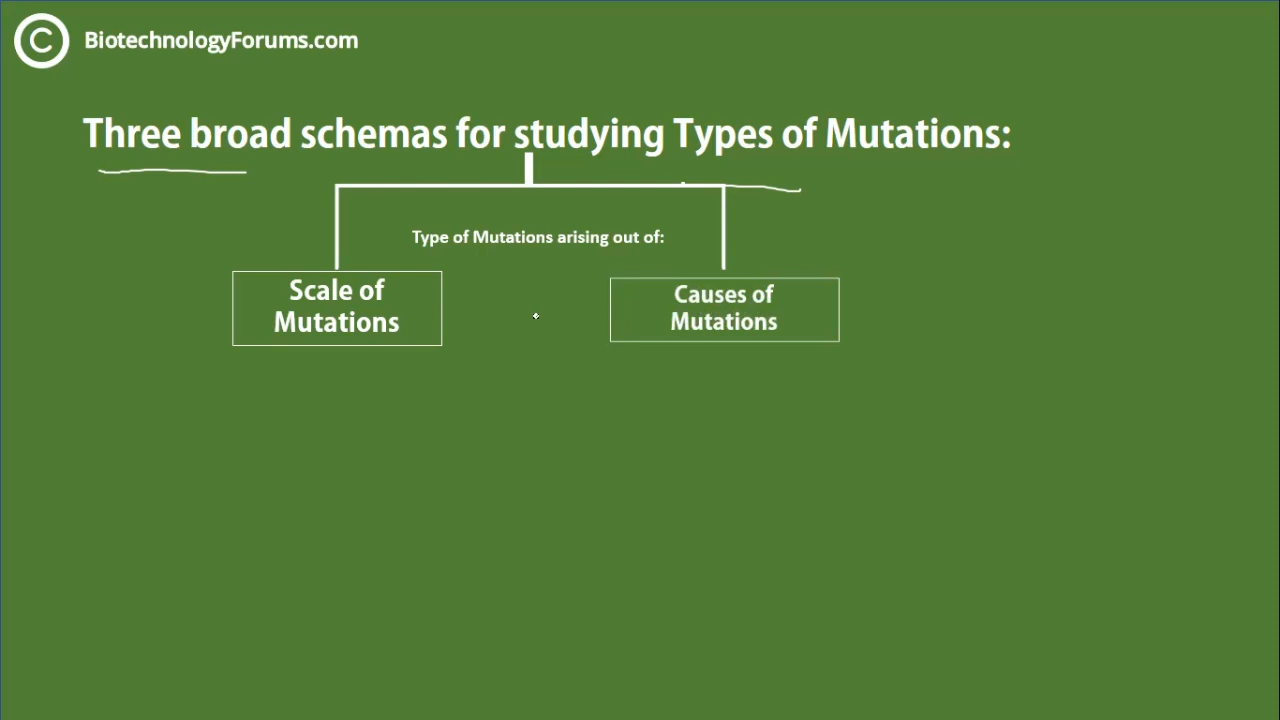 © BiotechnologyForums.com
Three broad schemas for studying Types of Mutations:
Type of Mutations arising out of:
Scale of
Mutations
Causes of
Mutations